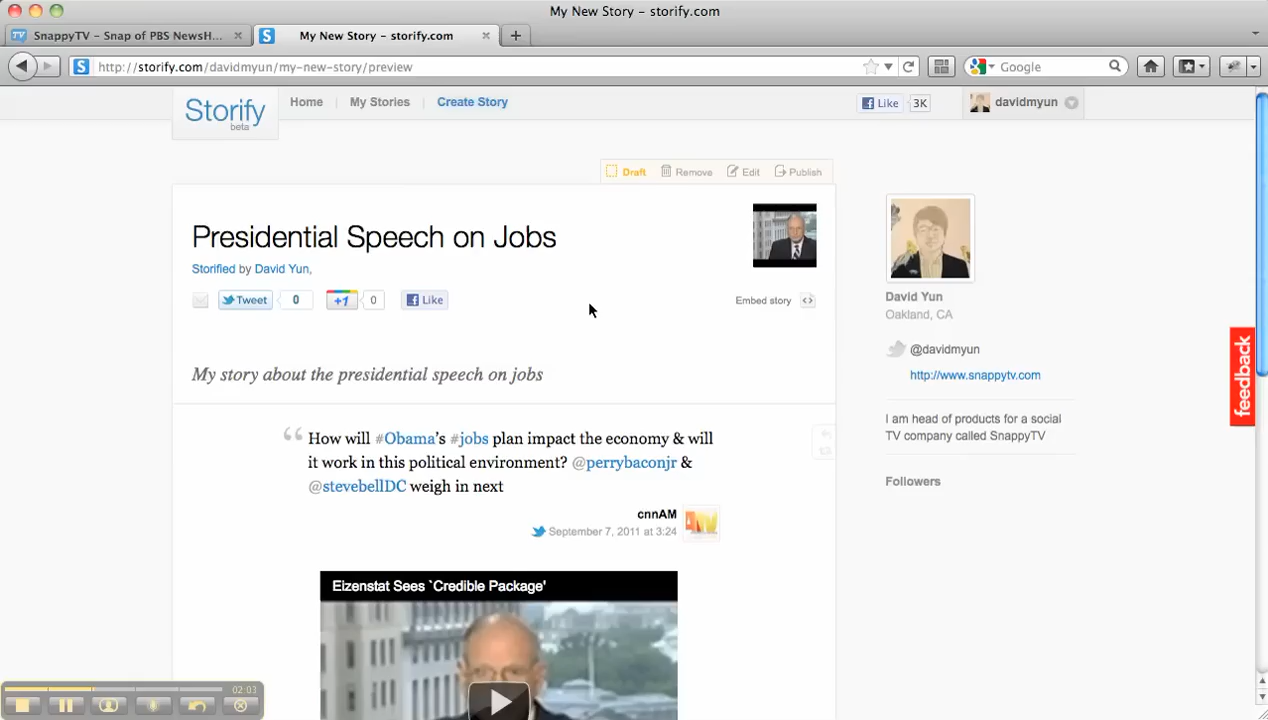 My New Story – storify.com
SnappyTV – Snap of PBS NewsH...
My New Story – storify.com
http://storify.com/davidmyun/my-new-story/preview
Google
Storify
beta
Home
My Stories
Create Story
Like
3K
davidmyun
Draft
Remove
Edit
Publish
Presidential Speech on Jobs
Storified by David Yun,
Tweet
0
+1
0
Like
Embed story
My story about the presidential speech on jobs
How will #Obama's #jobs plan impact the economy & will
it work in this political environment? @perrybaconjr &
@stevebellDC weigh in next
cnnAM
September 7, 2011 at 3:24
Eizenstat Sees `Credible Package'
David Yun
Oakland, CA
@davidmyun
http://www.snappytv.com
I am head of products for a social
TV company called SnappyTV
Followers
feedback
02:03